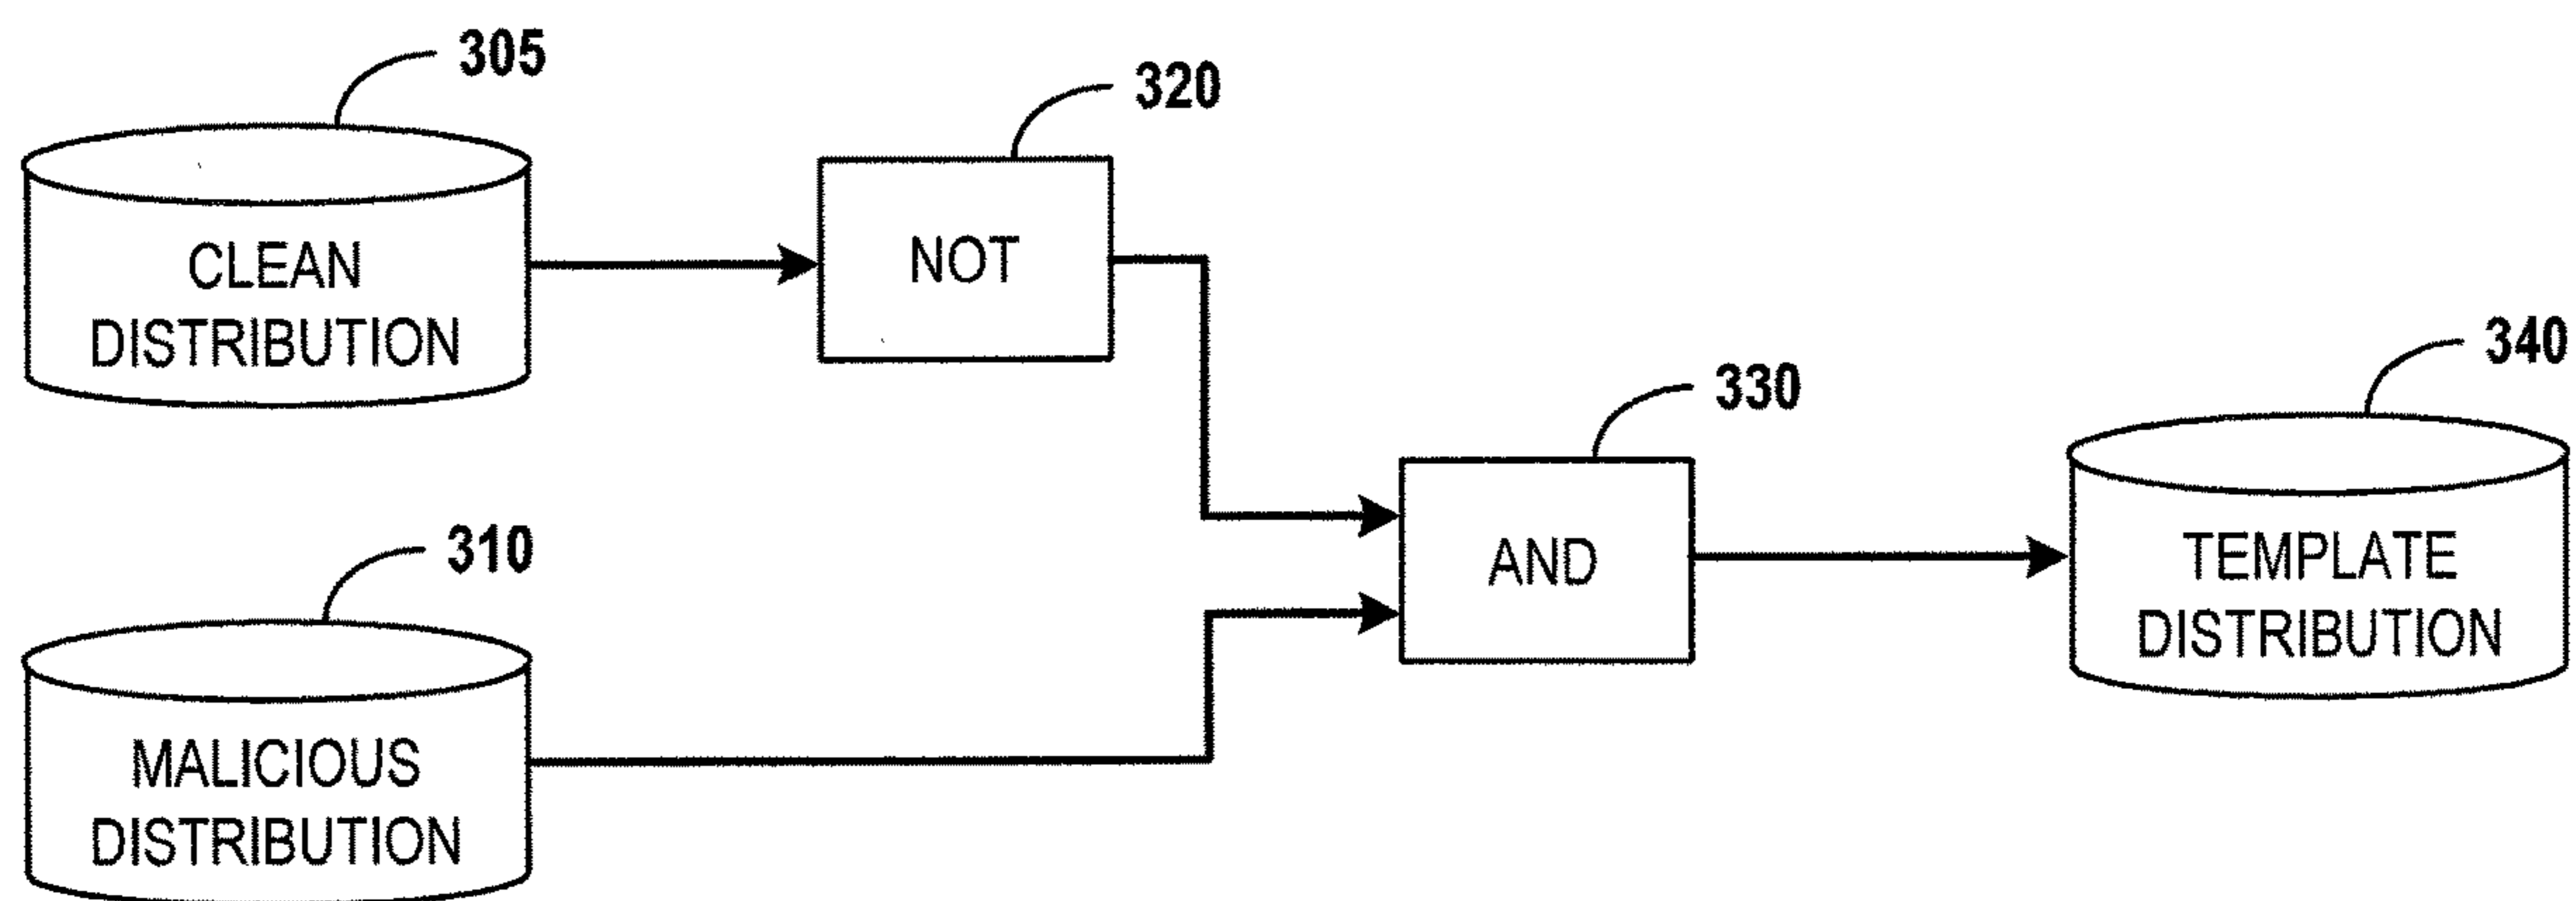 305
320
CLEAN
DISTRIBUTION
NOT
340
330
310
AND
TEMPLATE
DISTRIBUTION
MALICIOUS
DISTRIBUTION